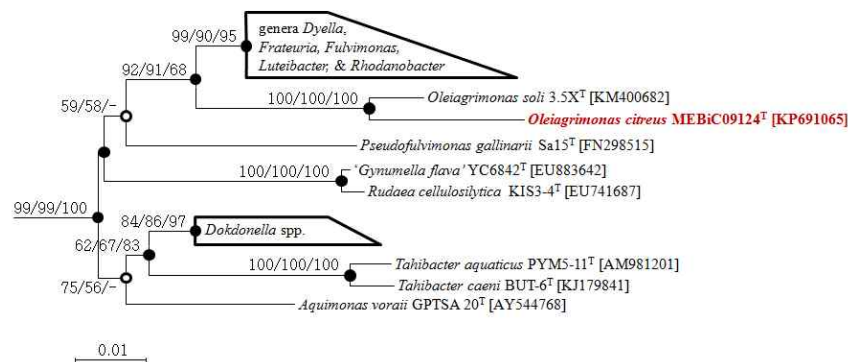 99/90/95
genera Dyella,
Frateuria, Fulvimonas,
Luteibacter, & Rhodanobacter
92/91/68
59/58/-
100/100/100
Oleiagrimonas soli 3.5Xᵀ [KM400682]
Oleiagrimonas citreus MEBiC09124ᵀ [KP691065]
Pseudofulvimonas gallinarii Sa15ᵀ [FN298515]
100/100/100
‘Gynumella flava’ YC6842ᵀ [EU883642]
Rudaea cellulosilytica KIS3-4ᵀ [EU741687]
99/99/100
84/86/97
Dokdonella spp.
62/67/83
100/100/100
Tahibacter aquaticus PYM5-11ᵀ [AM981201]
Tahibacter caeni BUT-6ᵀ [KJ179841]
75/56/-
Aquimonas voraii GPTSA 20ᵀ [AY544768]
0.01